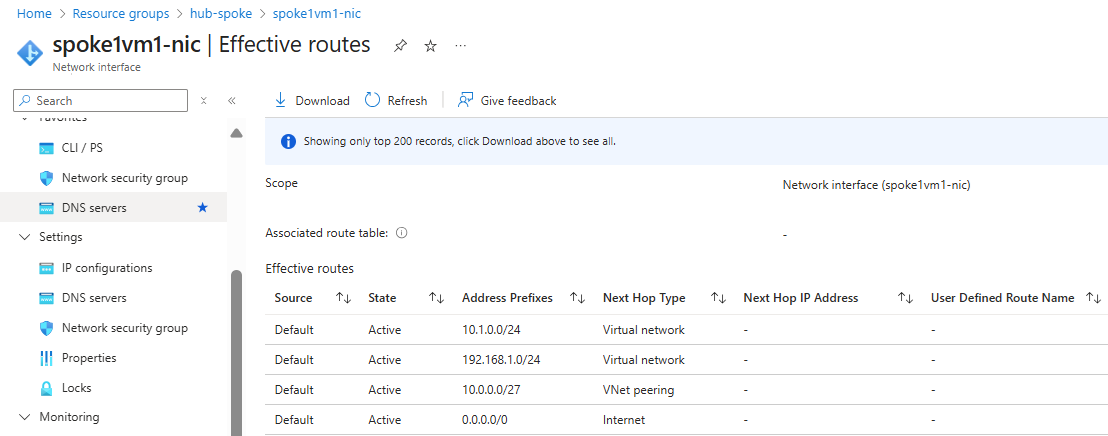 Home > Resource groups > hub-spoke > spoke1vm1-nic
spoke1vm1-nic | Effective routes ...
Network interface
Search
Download Refresh Give feedback
Favorites
CLI / PS
Network security group
DNS servers
Settings
IP configurations
DNS servers
Network security group
Properties
Locks
Monitoring
Showing only top 200 records, click Download above to see all.
Scope Network interface (spoke1vm1-nic)
Associated route table: -
Effective routes
Source State Address Prefixes Next Hop Type Next Hop IP Address User Defined Route Name
Default Active 10.1.0.0/24 Virtual network - -
Default Active 192.168.1.0/24 Virtual network - -
Default Active 10.0.0.0/27 VNet peering - -
Default Active 0.0.0.0/0 Internet - -